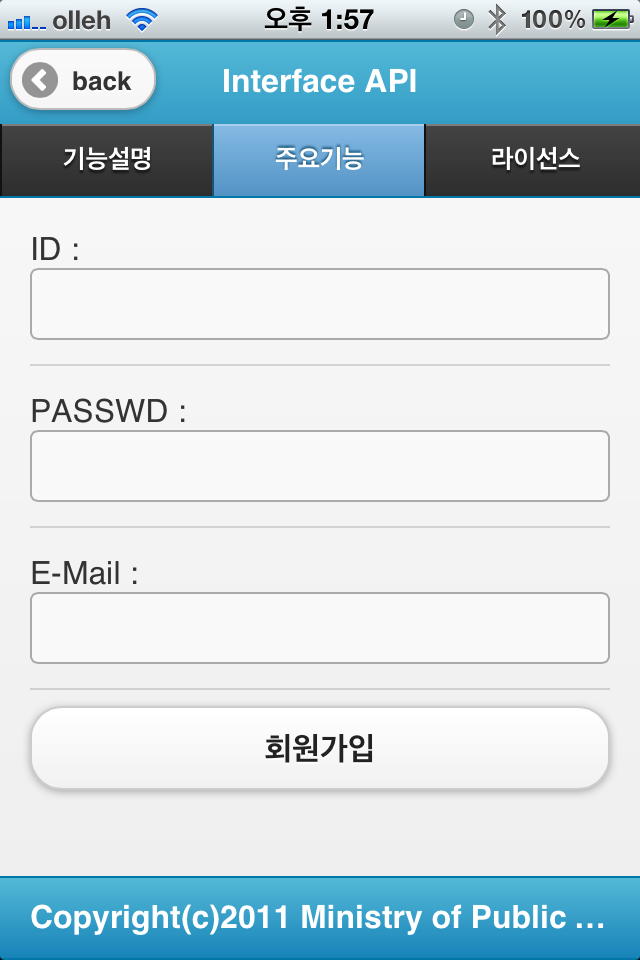 olleh 오후 1:57 100%
back Interface API
기능설명 주요기능 라이선스
ID :
PASSWD :
E-Mail :
회원가입
Copyright(c)2011 Ministry of Public ...